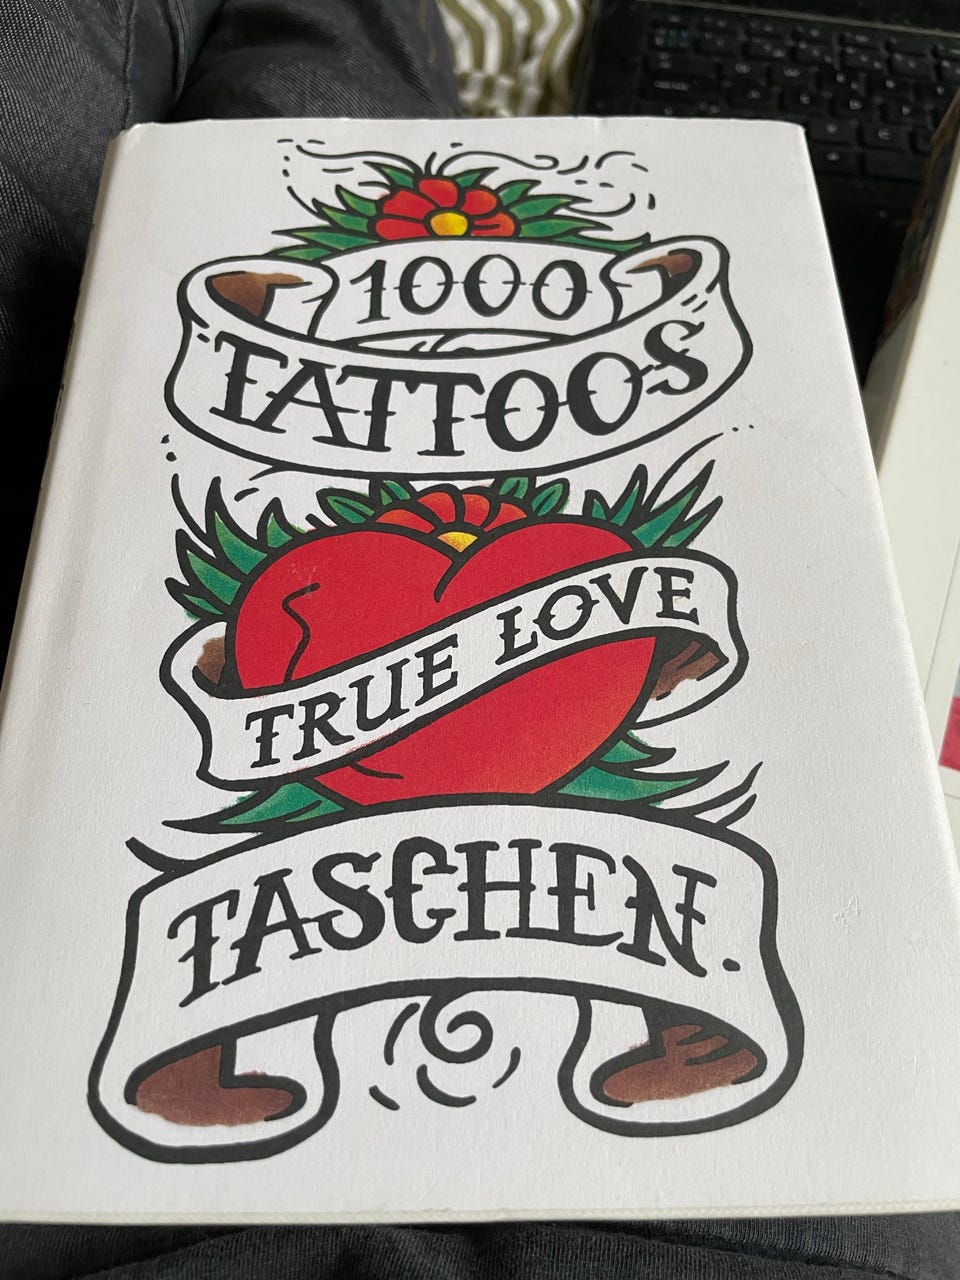 1000
TATTOOS
TRUE LOVE
TASCHEN.